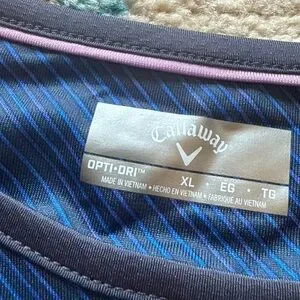 Callaway
OPTI-DRI™ XL • EG • TG
MADE IN VIETNAM • HECHO EN VIETNAM • FABRIQUÉ AU VIETNAM